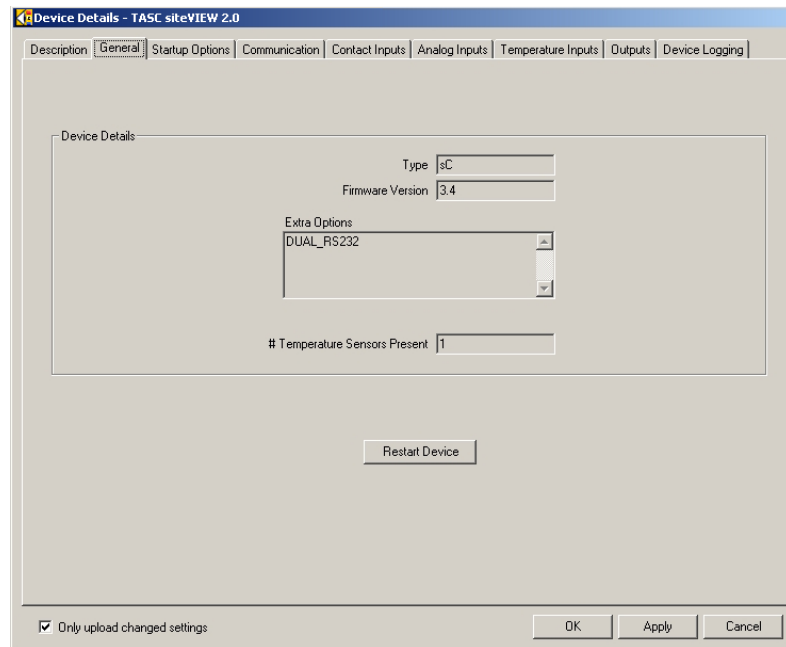 Device Details - TASC siteVIEW 2.0
Description General Startup Options Communication Contact Inputs Analog Inputs Temperature Inputs Outputs Device Logging
Device Details
Type sC
Firmware Version 3.4
Extra Options
DUAL_RS232
# Temperature Sensors Present 1
Restart Device
Only upload changed settings OK Apply Cancel